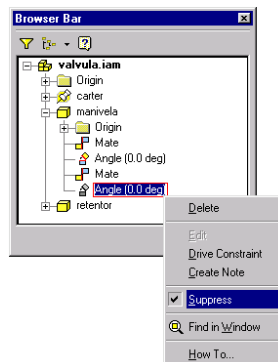 Browser Bar
valvula.iam
Origin
carter
manivela
Origin
Mate
Angle (0.0 deg)
Mate
Angle (0.0 deg)
retentor
Delete
Edit
Drive Constraint
Create Note
Suppress
Find in Window
How To...